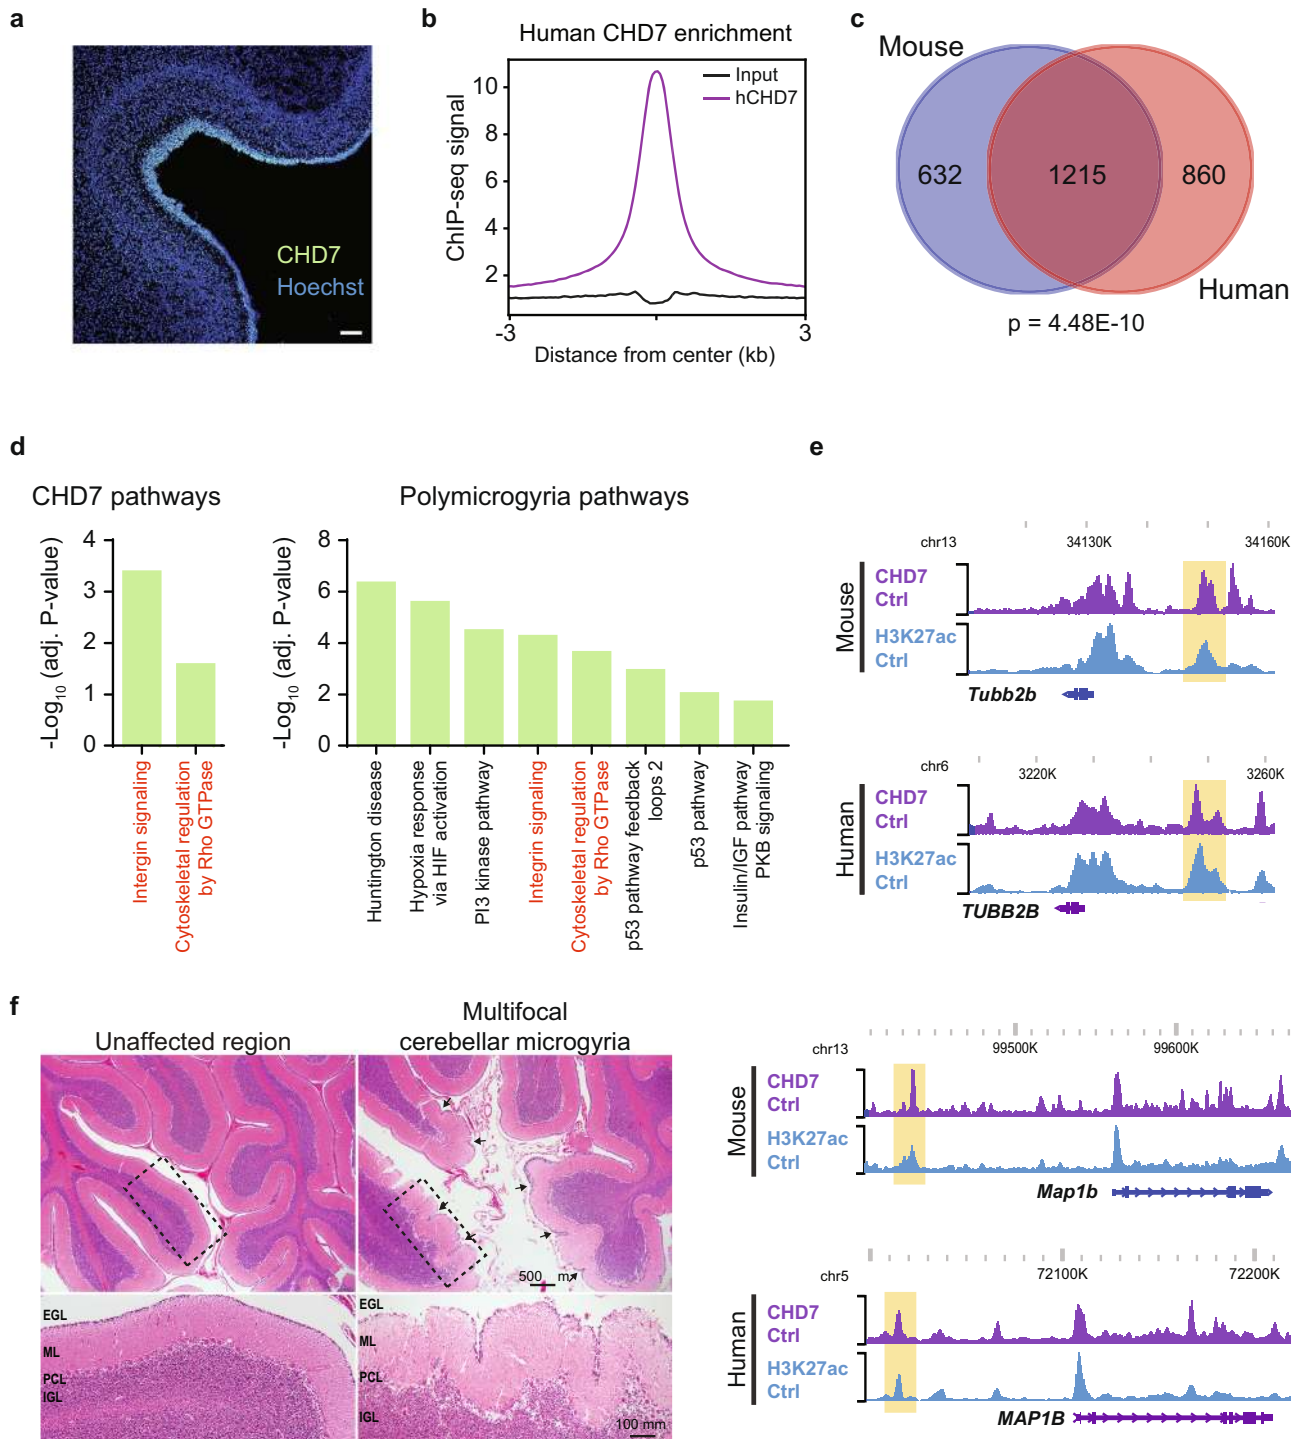 a
CHD7
Hoechst
b
Human CHD7 enrichment
Input
hCHD7
ChIP-seq signal
10
8
6
4
2
-3
3
Distance from center (kb)
c
Mouse
632
1215
860
Human
p = 4.48E-10
d
CHD7 pathways
-Log10 (adj. P-value)
4
3
2
1
0
Intergin signaling
Cytoskeletal regulation
by Rho GTPase
Polymicrogyria pathways
-Log10 (adj. P-value)
8
6
4
2
0
Huntington disease
Hypoxia response
via HIF activation
PI3 kinase pathway
Integrin signaling
Cytoskeletal regulation
by Rho GTPase
p53 pathway feedback
loops 2
p53 pathway
Insulin/IGF pathway
PKB signaling
e
chr13
34130K
34160K
Mouse
CHD7
Ctrl
H3K27ac
Ctrl
Tubb2b
chr6
3220K
3260K
Human
CHD7
Ctrl
H3K27ac
Ctrl
TUBB2B
chr13
99500K
99600K
Mouse
CHD7
Ctrl
H3K27ac
Ctrl
Map1b
chr5
72100K
72200K
Human
CHD7
Ctrl
H3K27ac
Ctrl
MAP1B
f
Unaffected region
Multifocal
cerebellar microgyria
500 m
EGL
ML
PCL
IGL
EGL
ML
PCL
IGL
100 mm